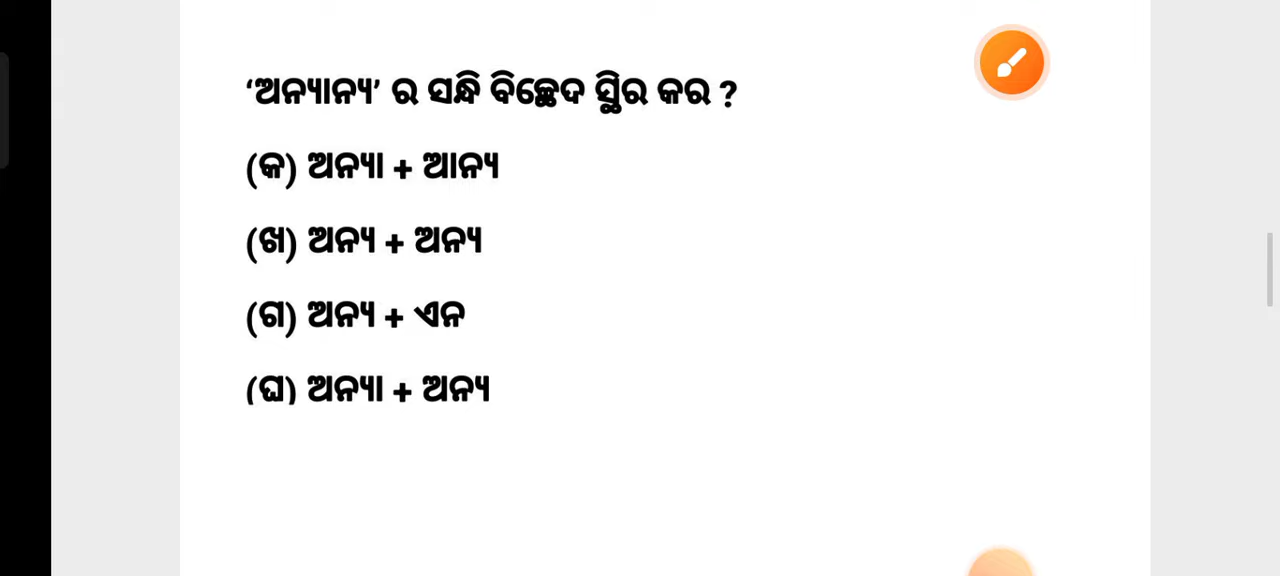 ‘ଅନ୍ୟାନ୍ୟ’ ର ସନ୍ଧି ବିଚ୍ଛେଦ ସ୍ଥିର କର ?
(କ) ଅନ୍ୟା + ଆନ୍ୟ
(ଖ) ଅନ୍ୟ + ଅନ୍ୟ
(ଗ) ଅନ୍ୟ + ଏନ
(ଘ) ଅନ୍ୟା + ଅନ୍ୟ